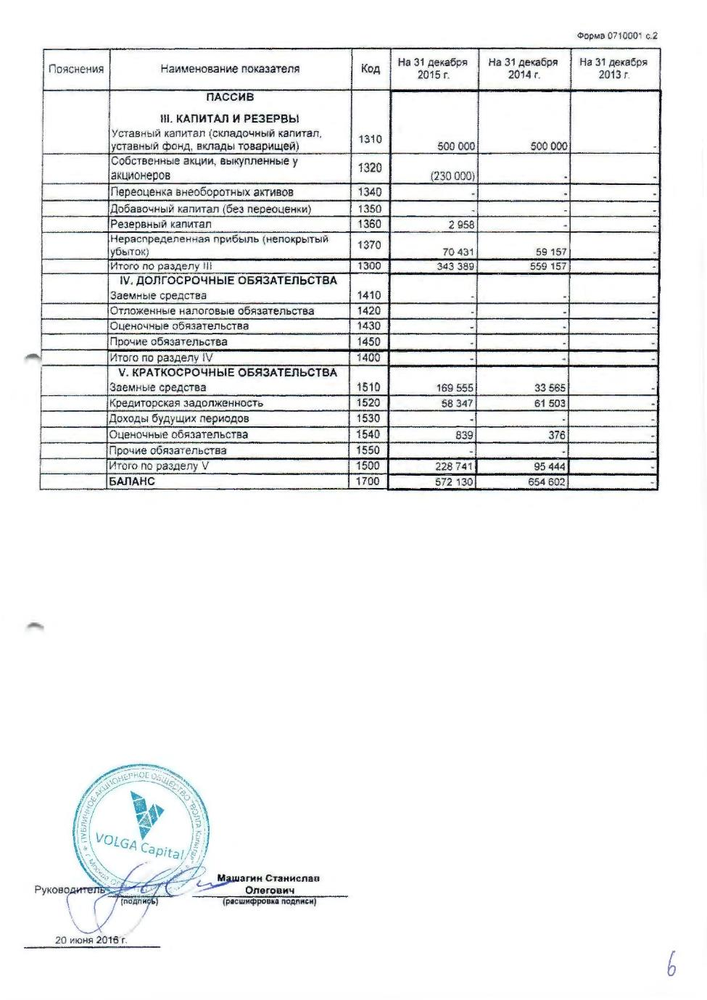 Форма 0710001 с.2
Пояснения Наименование показателя Код На 31 декабря 2015 г. На 31 декабря 2014 г. На 31 декабря 2013 г.
ПАССИВ
III. КАПИТАЛ И РЕЗЕРВЫ
Уставный капитал (складочный капитал,
уставный фонд, вклады товарищей) 1310 500 000 500 000 -
Собственные акции, выкупленные у
акционеров 1320 (230 000) - -
Переоценка внеоборотных активов 1340 - - -
Добавочный капитал (без переоценки) 1350 - - -
Резервный капитал 1360 2 958 - -
Нераспределенная прибыль (непокрытый
убыток) 1370 70 431 59 157 -
Итого по разделу III 1300 343 389 559 157 -
IV. ДОЛГОСРОЧНЫЕ ОБЯЗАТЕЛЬСТВА
Заемные средства 1410 - - -
Отложенные налоговые обязательства 1420 - - -
Оценочные обязательства 1430 - - -
Прочие обязательства 1450 - - -
Итого по разделу IV 1400 - - -
V. КРАТКОСРОЧНЫЕ ОБЯЗАТЕЛЬСТВА
Заемные средства 1510 169 555 33 565 -
Кредиторская задолженность 1520 58 347 61 503 -
Доходы будущих периодов 1530 - - -
Оценочные обязательства 1540 839 376 -
Прочие обязательства 1550 - - -
Итого по разделу V 1500 228 741 95 444 -
БАЛАНС 1700 572 130 654 602 -
ПУБЛИЧНОЕ АКЦИОНЕРНОЕ ОБЩЕСТВО "ВОЛГА Капитал"
VOLGA Capital
г. Москва
Машагин Станислав
Руководитель Олегович
(подпись) (расшифровка подписи)
20 июня 2016 г.
6